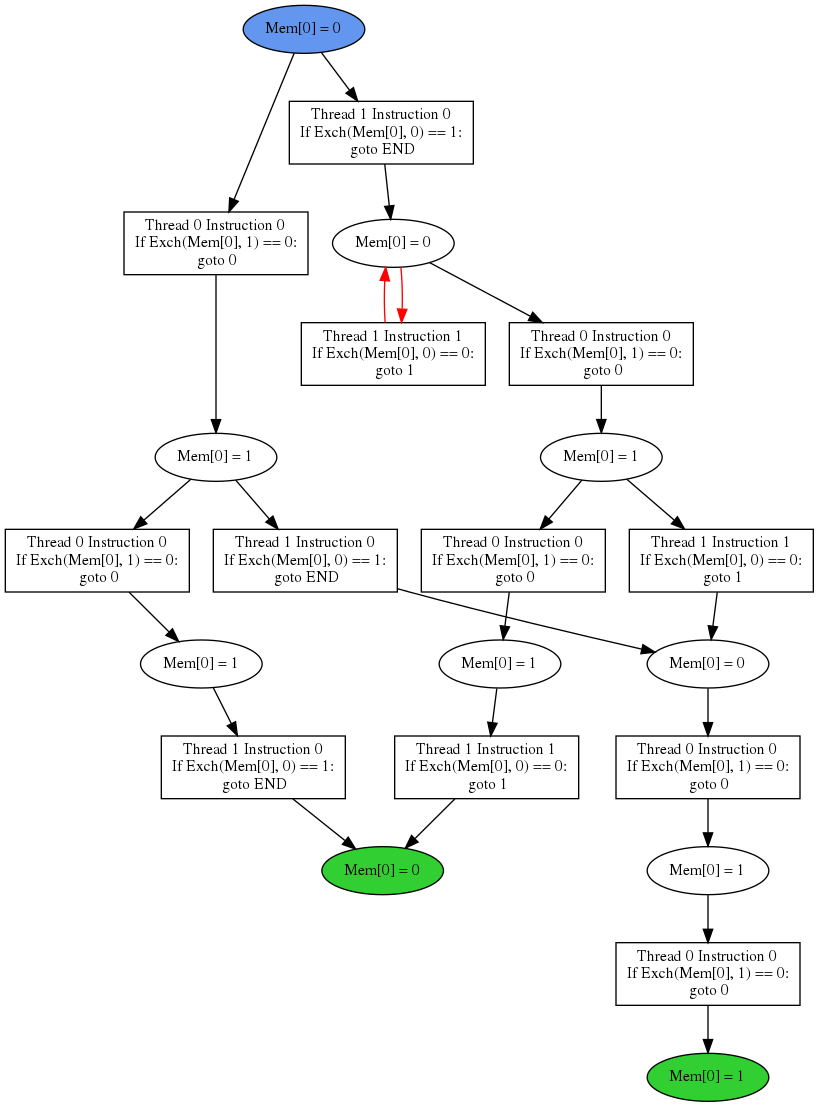 Mem[0] = 0
Thread 1 Instruction 0
If Exch(Mem[0], 0) == 1:
goto END
Thread 0 Instruction 0
If Exch(Mem[0], 1) == 0:
goto 0
Mem[0] = 0
Thread 1 Instruction 1
If Exch(Mem[0], 0) == 0:
goto 1
Thread 0 Instruction 0
If Exch(Mem[0], 1) == 0:
goto 0
Mem[0] = 1
Mem[0] = 1
Thread 0 Instruction 0
If Exch(Mem[0], 1) == 0:
goto 0
Thread 1 Instruction 0
If Exch(Mem[0], 0) == 1:
goto END
Thread 0 Instruction 0
If Exch(Mem[0], 1) == 0:
goto 0
Thread 1 Instruction 1
If Exch(Mem[0], 0) == 0:
goto 1
Mem[0] = 1
Mem[0] = 1
Mem[0] = 0
Thread 1 Instruction 0
If Exch(Mem[0], 0) == 1:
goto END
Thread 1 Instruction 1
If Exch(Mem[0], 0) == 0:
goto 1
Thread 0 Instruction 0
If Exch(Mem[0], 1) == 0:
goto 0
Mem[0] = 0
Mem[0] = 1
Thread 0 Instruction 0
If Exch(Mem[0], 1) == 0:
goto 0
Mem[0] = 1